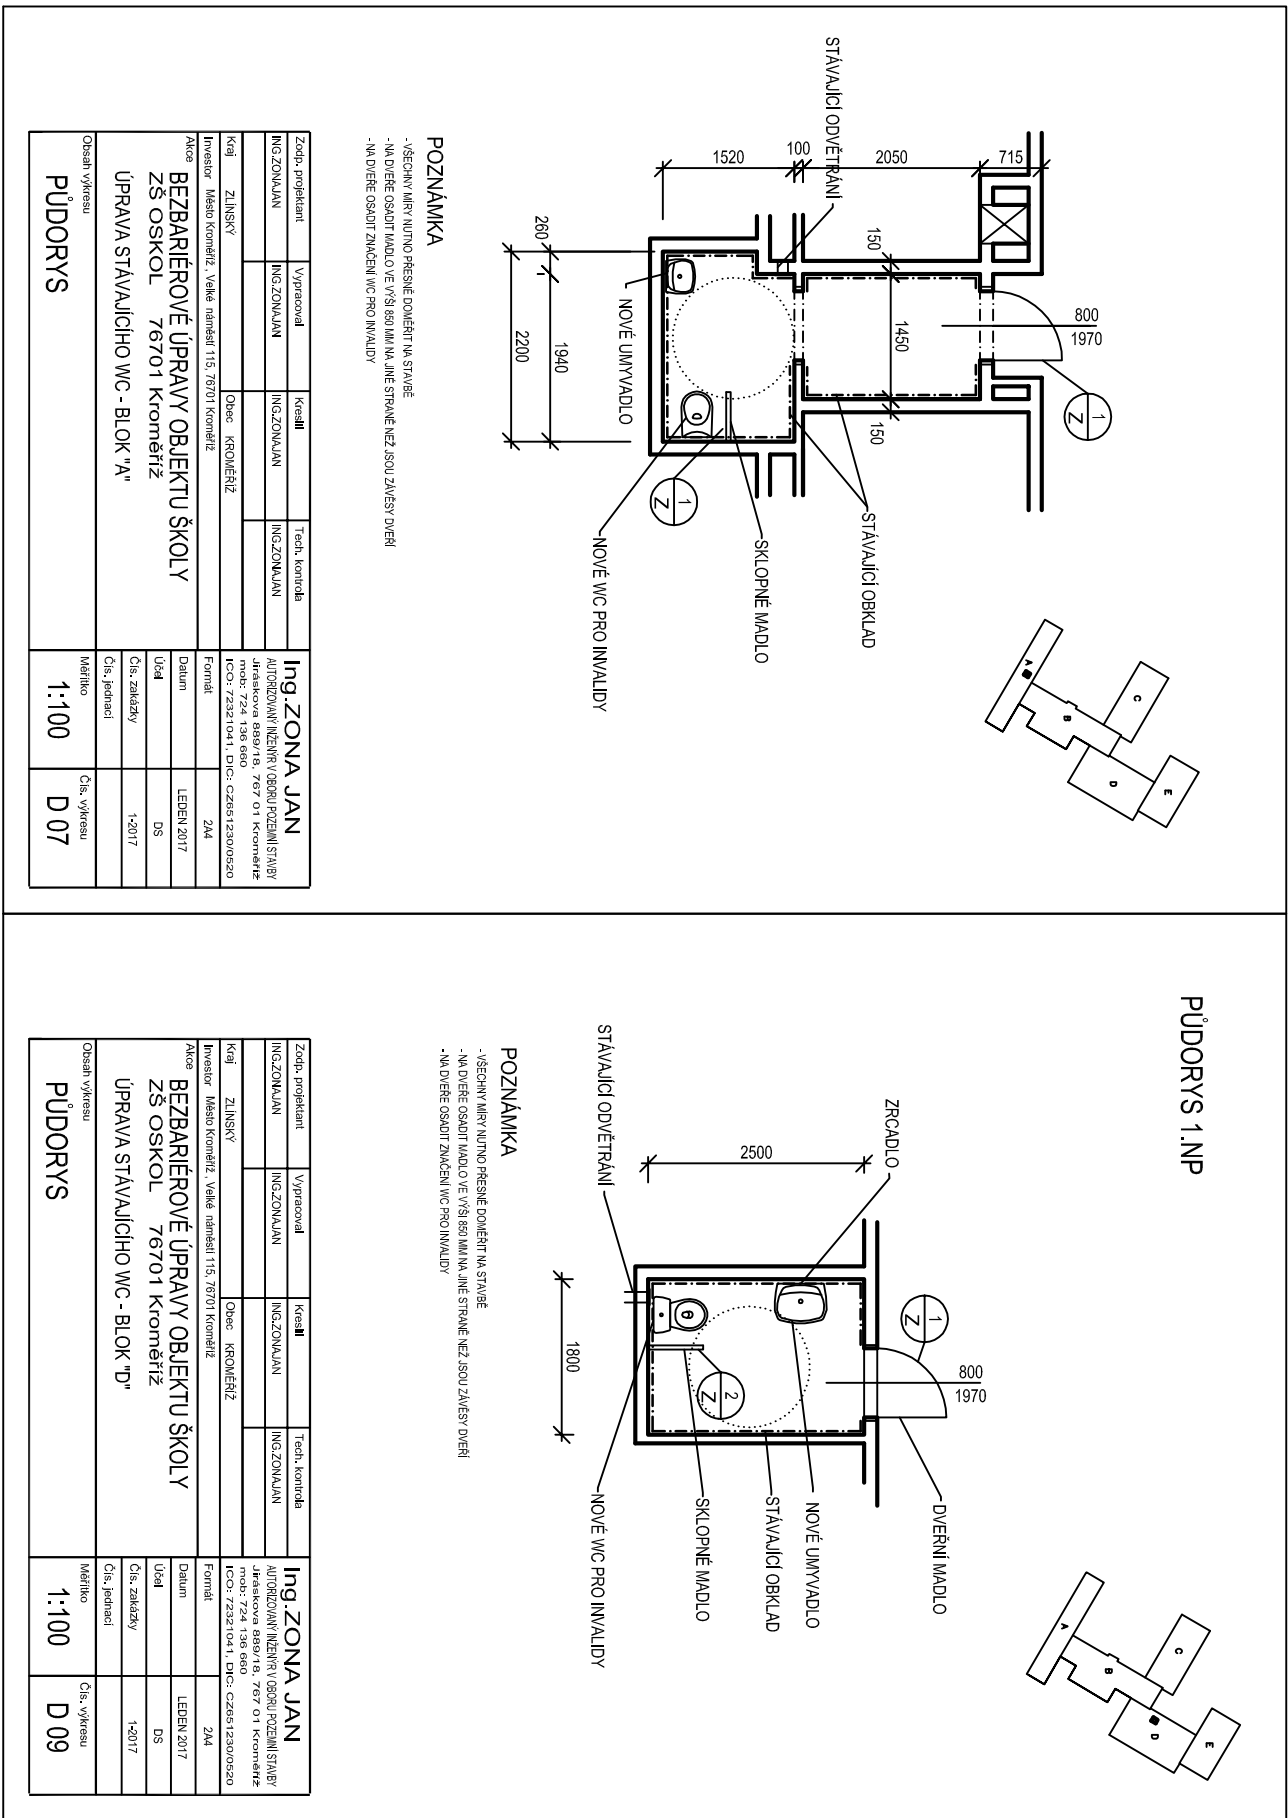 STÁVAJÍCÍ ODVĚTRÁNÍ
1520
100
2050
715
260
1940
2200
150
1450
150
800
1970
1
Z
1
Z
NOVÉ UMYVADLO
STÁVAJÍCÍ OBKLAD
SKLOPNÉ MADLO
NOVÉ WC PRO INVALIDY
A
B
C
D
E
POZNÁMKA
- VŠECHNY MÍRY NUTNO PŘESNĚ DOMĚŘIT NA STAVBĚ
- NA DVEŘE OSADIT MADLO VE VÝŠI 850 MM NA JINÉ STRANĚ NEŽ JSOU ZÁVĚSY DVEŘÍ
- NA DVEŘE OSADIT ZNAČENÍ WC PRO INVALIDY
Zodp. projektant Vypracoval Kreslil Tech. kontrola
ING.ZONAJAN ING.ZONAJAN ING.ZONAJAN ING.ZONAJAN
Kraj ZLÍNSKÝ Obec KROMĚŘÍŽ
Investor Město Kroměříž, Velké náměstí 115, 76701 Kroměříž
Akce BEZBARIÉROVÉ ÚPRAVY OBJEKTU ŠKOLY
ZŠ OSKOL 76701 Kroměříž
ÚPRAVA STÁVAJÍCÍHO WC - BLOK "A"
Obsah výkresu
PŮDORYS
Ing.ZONA JAN
AUTORIZOVANÝ INŽENÝR V OBORU POZEMNÍ STAVBY
Jiráskova 889/18, 767 01 Kroměříž
mob: 724 136 660
IČO: 72321041, DIČ: CZ651230/0520
Formát 2A4
Datum LEDEN 2017
Účel DS
Čís. zakázky 1-2017
Čís. jednací
Měřítko Čís. výkresu
1:100 D 07
PŮDORYS 1.NP
ZRCADLO
2500
STÁVAJÍCÍ ODVĚTRÁNÍ
1800
800
1970
1
Z
2
Z
DVEŘNÍ MADLO
NOVÉ UMYVADLO
STÁVAJÍCÍ OBKLAD
SKLOPNÉ MADLO
NOVÉ WC PRO INVALIDY
A
B
C
D
E
POZNÁMKA
- VŠECHNY MÍRY NUTNO PŘESNĚ DOMĚŘIT NA STAVBĚ
- NA DVEŘE OSADIT MADLO VE VÝŠI 850 MM NA JINÉ STRANĚ NEŽ JSOU ZÁVĚSY DVEŘÍ
- NA DVEŘE OSADIT ZNAČENÍ WC PRO INVALIDY
Zodp. projektant Vypracoval Kreslil Tech. kontrola
ING.ZONAJAN ING.ZONAJAN ING.ZONAJAN ING.ZONAJAN
Kraj ZLÍNSKÝ Obec KROMĚŘÍŽ
Investor Město Kroměříž, Velké náměstí 115, 76701 Kroměříž
Akce BEZBARIÉROVÉ ÚPRAVY OBJEKTU ŠKOLY
ZŠ OSKOL 76701 Kroměříž
ÚPRAVA STÁVAJÍCÍHO WC - BLOK "D"
Obsah výkresu
PŮDORYS
Ing.ZONA JAN
AUTORIZOVANÝ INŽENÝR V OBORU POZEMNÍ STAVBY
Jiráskova 889/18, 767 01 Kroměříž
mob: 724 136 660
IČO: 72321041, DIČ: CZ651230/0520
Formát 2A4
Datum LEDEN 2017
Účel DS
Čís. zakázky 1-2017
Čís. jednací
Měřítko Čís. výkresu
1:100 D 09